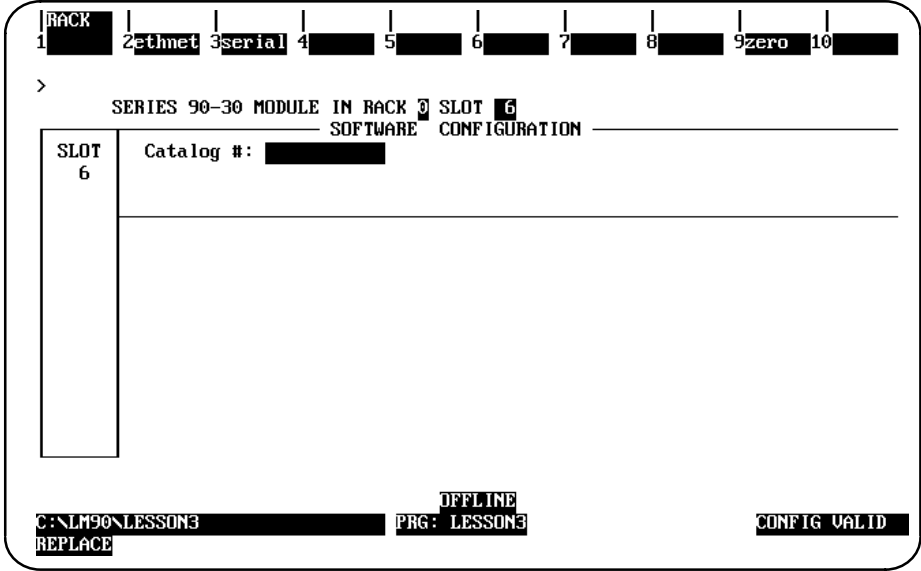 RACK
1 2ethnet 3serial 4 5 6 7 8 9zero 10
>
SERIES 90-30 MODULE IN RACK 0 SLOT 6
SOFTWARE CONFIGURATION
SLOT Catalog #:
6
OFFLINE
C:\LM90\LESSON3 PRG: LESSON3 CONFIG VALID
REPLACE